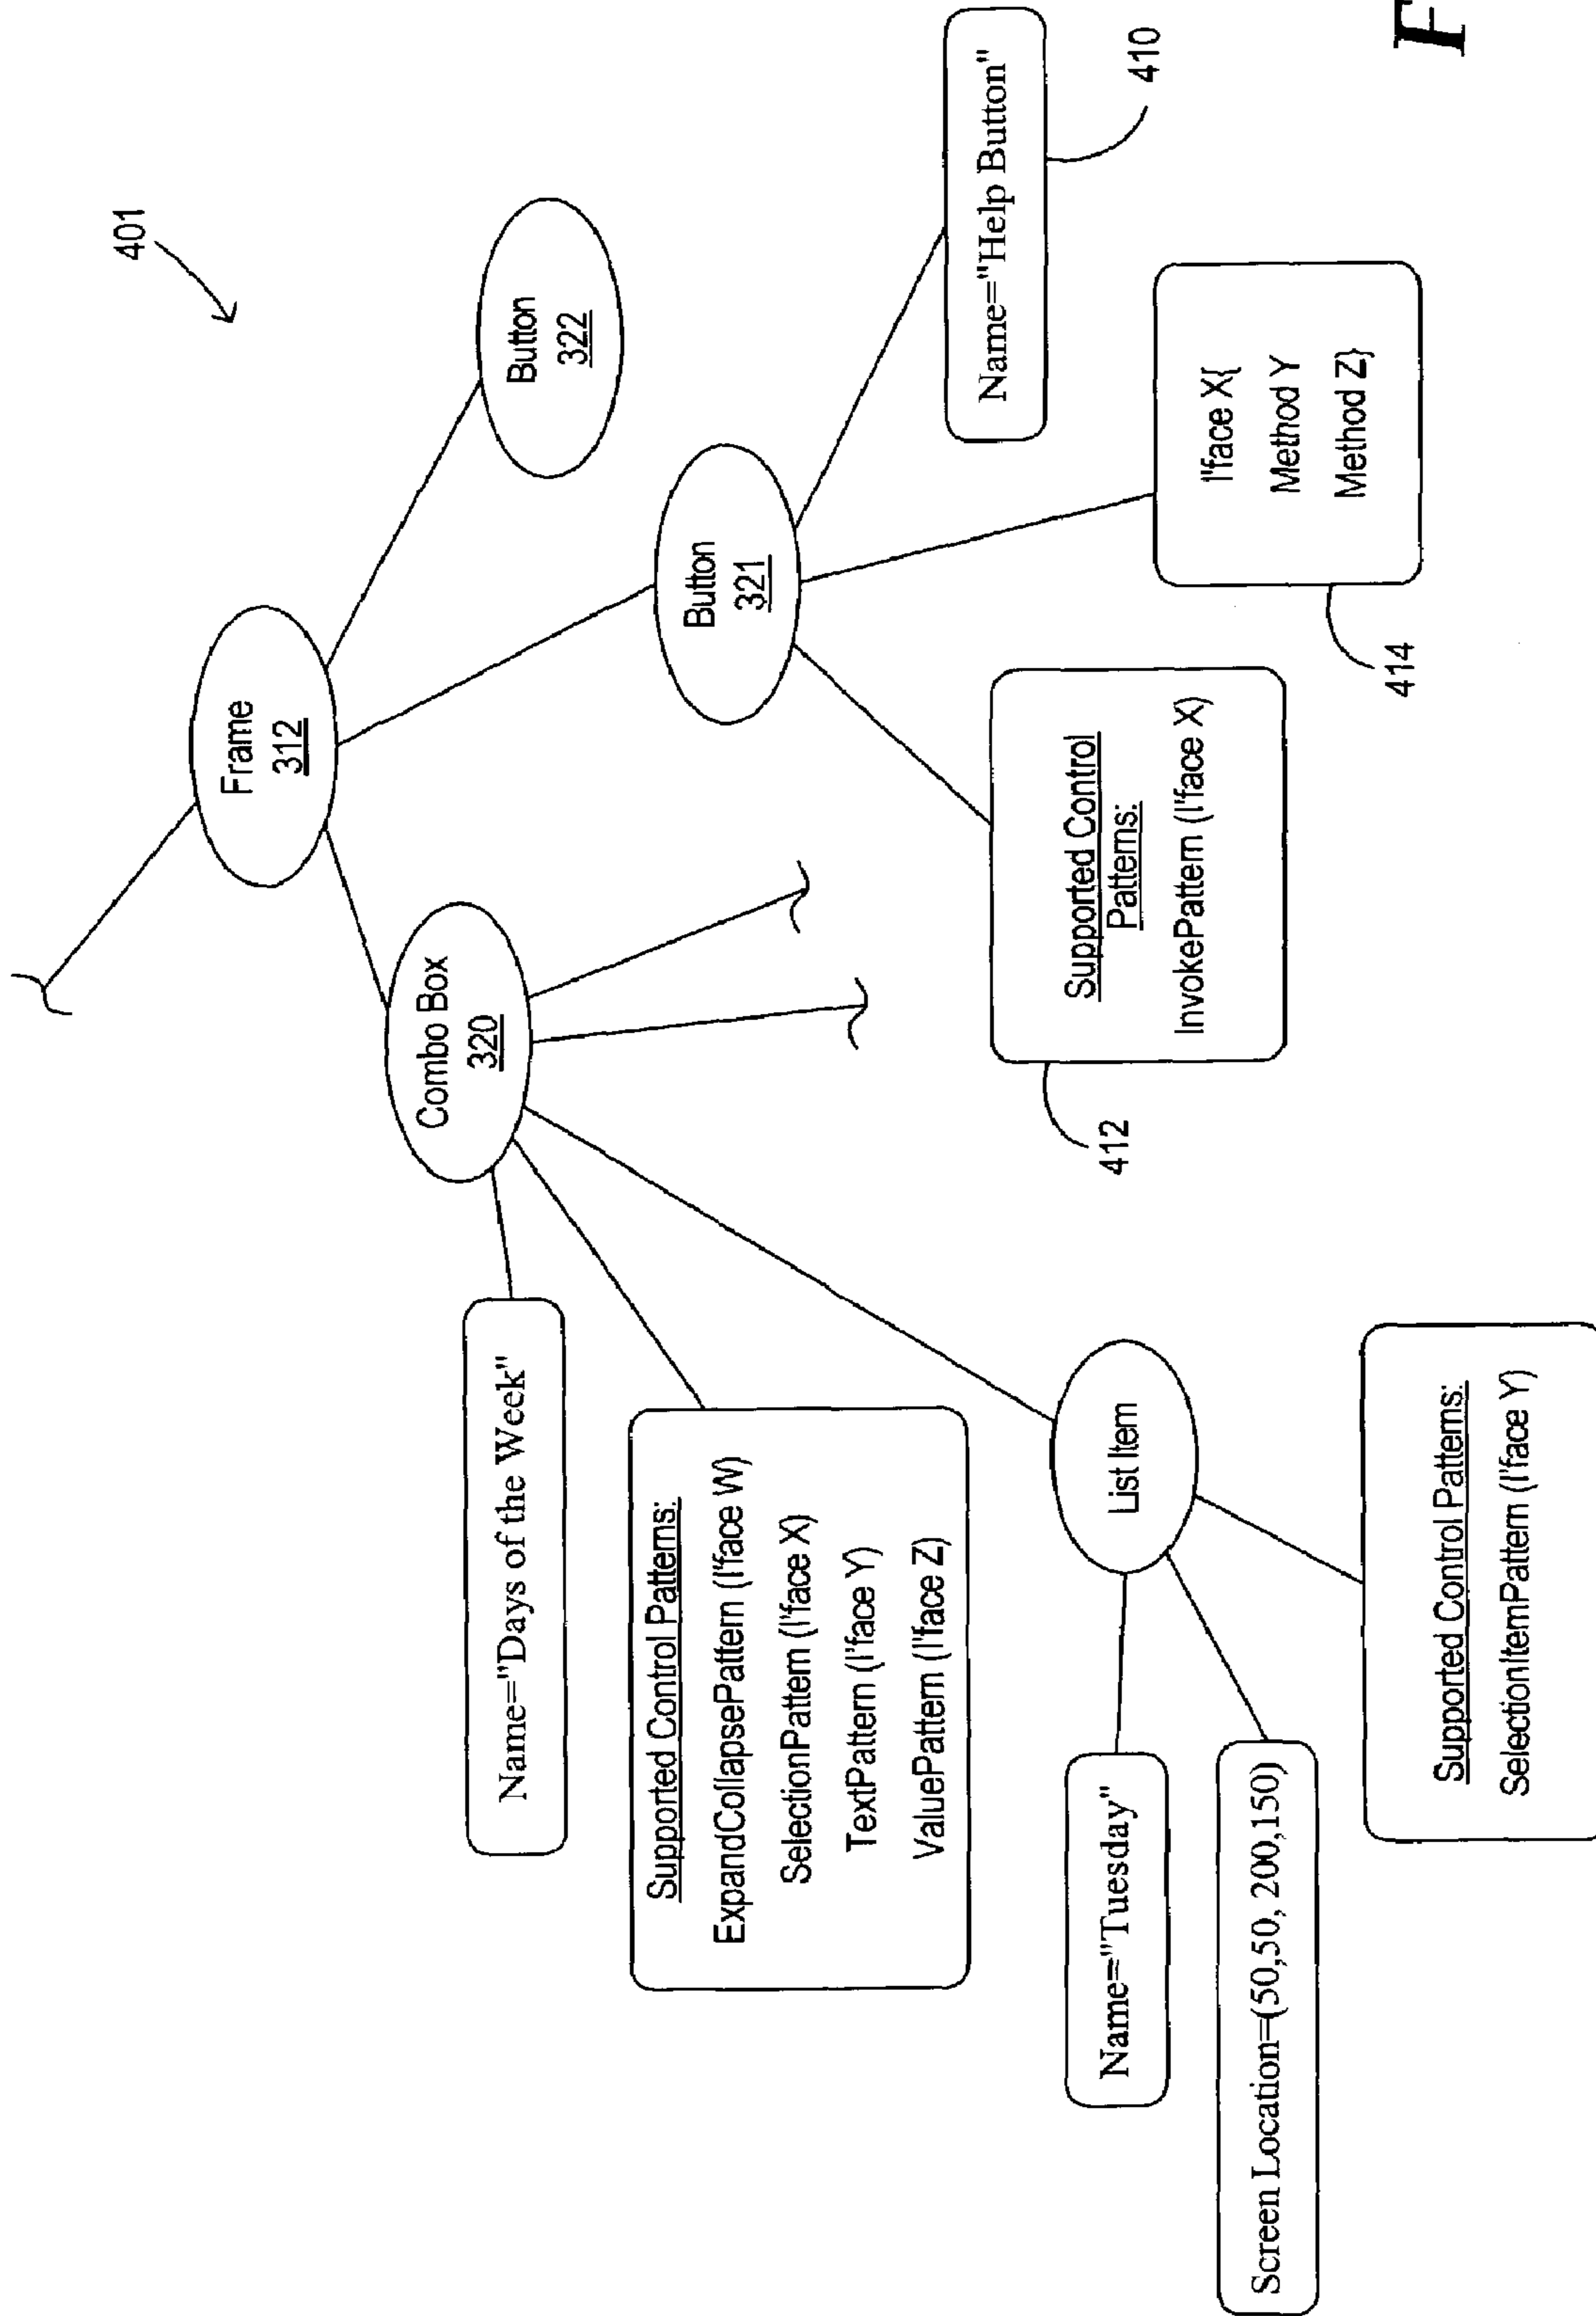 401
Frame
312
Combo Box
320
Button
322
Name="Days of the Week"
Supported Control Patterns:
ExpandCollapsePattern (I'face W)
SelectionPattern (I'face X)
TextPattern (I'face Y)
ValuePattern (I'face Z)
Button
321
List Item
Name="Tuesday"
Screen Location=(50,50, 200,150)
Supported Control Patterns:
SelectionItemPattern (I'face Y)
412
Supported Control
Patterns:
InvokePattern (I'face X)
414
I'face X{
Method Y
Method Z}
Name="Help Button"
410
F